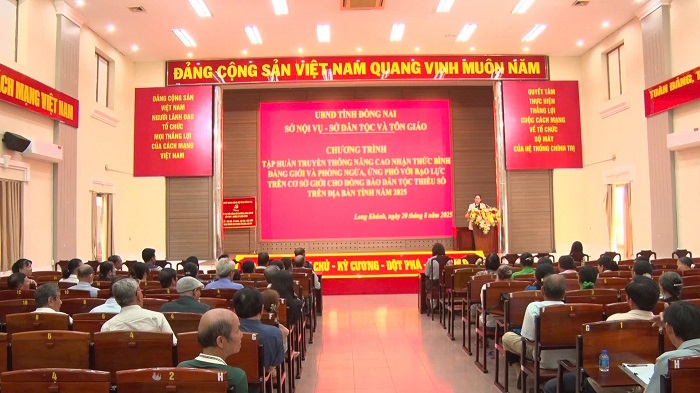 ĐẢNG CỘNG SẢN VIỆT NAM QUANG VINH MUÔN NĂM
CÁCH MẠNG VIỆT NAM
ĐẢNG CỘNG SẢN
VIỆT NAM
NGƯỜI LÃNH ĐẠO
TỔ CHỨC
MỌI THẮNG LỢI
CỦA CÁCH MẠNG
VIỆT NAM
UBND TỈNH ĐỒNG NAI
SỞ NỘI VỤ - SỞ DÂN TỘC VÀ TÔN GIÁO
CHƯƠNG TRÌNH
TẬP HUẤN TRUYỀN THÔNG NÂNG CAO NHẬN THỨC BÌNH
ĐẲNG GIỚI VÀ PHÒNG NGỪA, ỨNG PHÓ VỚI BẠO LỰC
TRÊN CƠ SỞ GIỚI CHO ĐỒNG BÀO DÂN TỘC THIỂU SỐ
TRÊN ĐỊA BÀN TỈNH NĂM 2025
Long Khánh, ngày 20 tháng 8 năm 2025
QUYẾT TÂM
THỰC HIỆN
THẮNG LỢI
CUỘC CÁCH MẠNG
VỀ TỔ CHỨC
BỘ MÁY
CỦA HỆ THỐNG CHÍNH TRỊ
TOÀN ĐẢNG, TOÀN
CHỦ - KỶ CƯƠNG - ĐỘT PHÁ
H